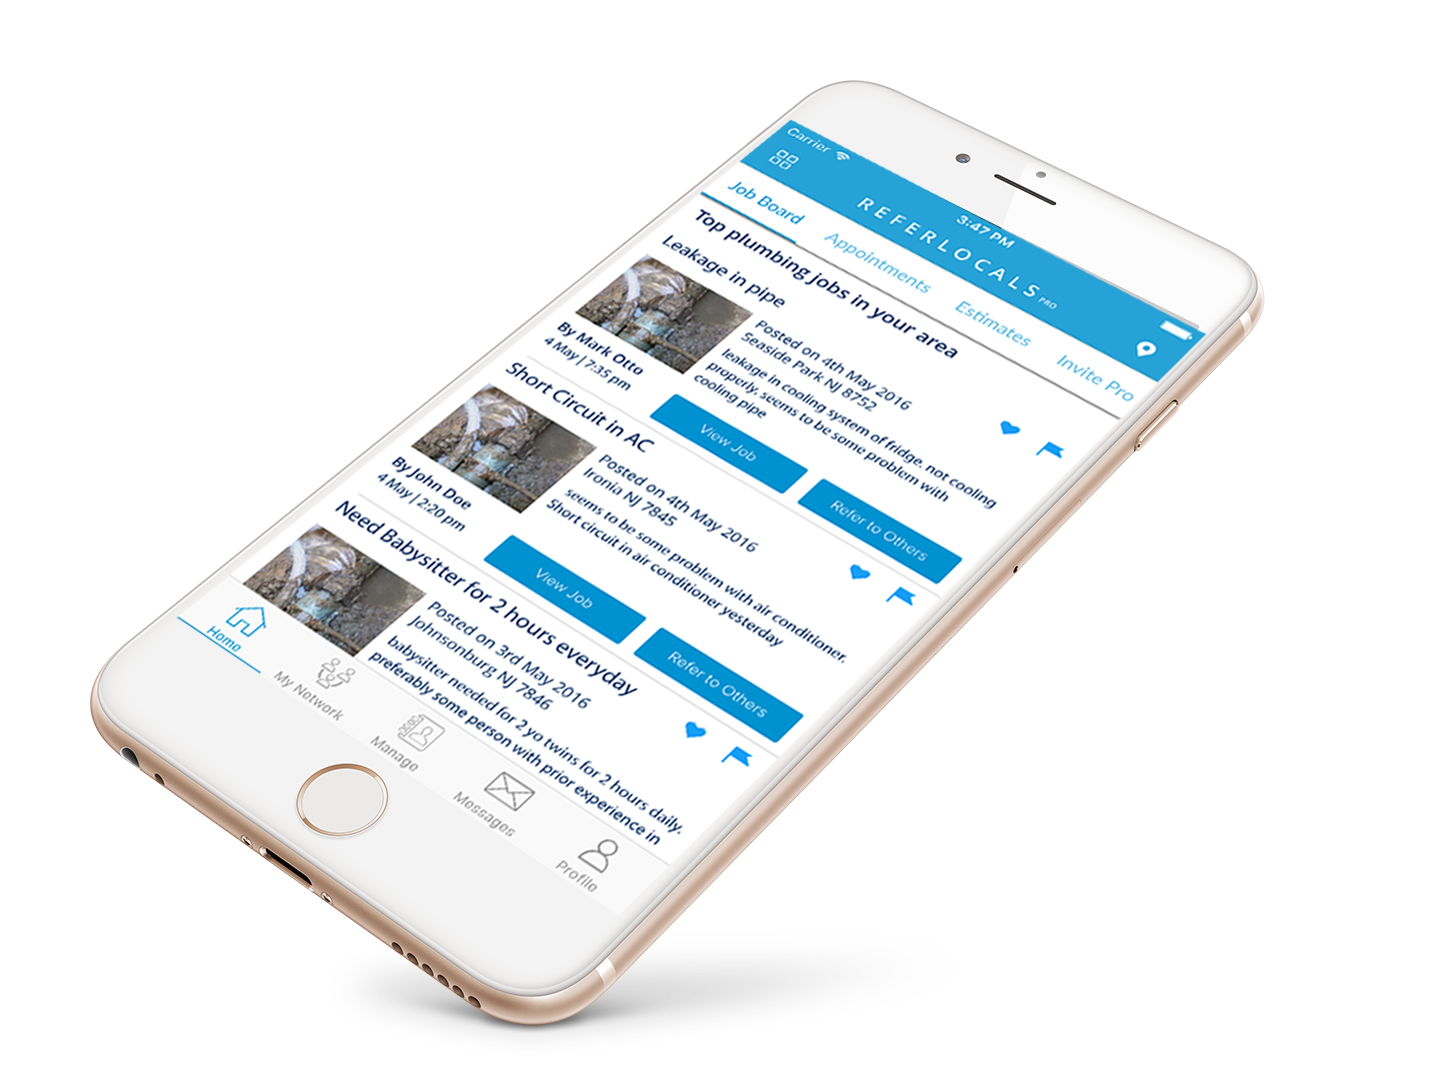 Carrier
3:47 PM
REFERLOCALS PRO
Job Board
Appointments
Estimates
Invite Pro
Top plumbing jobs in your area
Leakage in pipe
Posted on 4th May 2016
Seaside Park NJ 8752
leakage in cooling system of fridge. not cooling
properly. seems to be some problem with
cooling pipe
By Mark Otto
4 May | 7:35 pm
View Job
Refer to Others
Short Circuit in AC
Posted on 4th May 2016
Ironia NJ 7845
seems to be some problem with air conditioner.
Short circuit in air conditioner yesterday
By John Doe
4 May | 2:20 pm
View Job
Refer to Others
Need Babysitter for 2 hours everyday
Posted on 3rd May 2016
Johnsonburg NJ 7846
babysitter needed for 2 yo twins for 2 hours daily.
preferably some person with prior experience in
Home
My Network
Manage
Messages
Profile